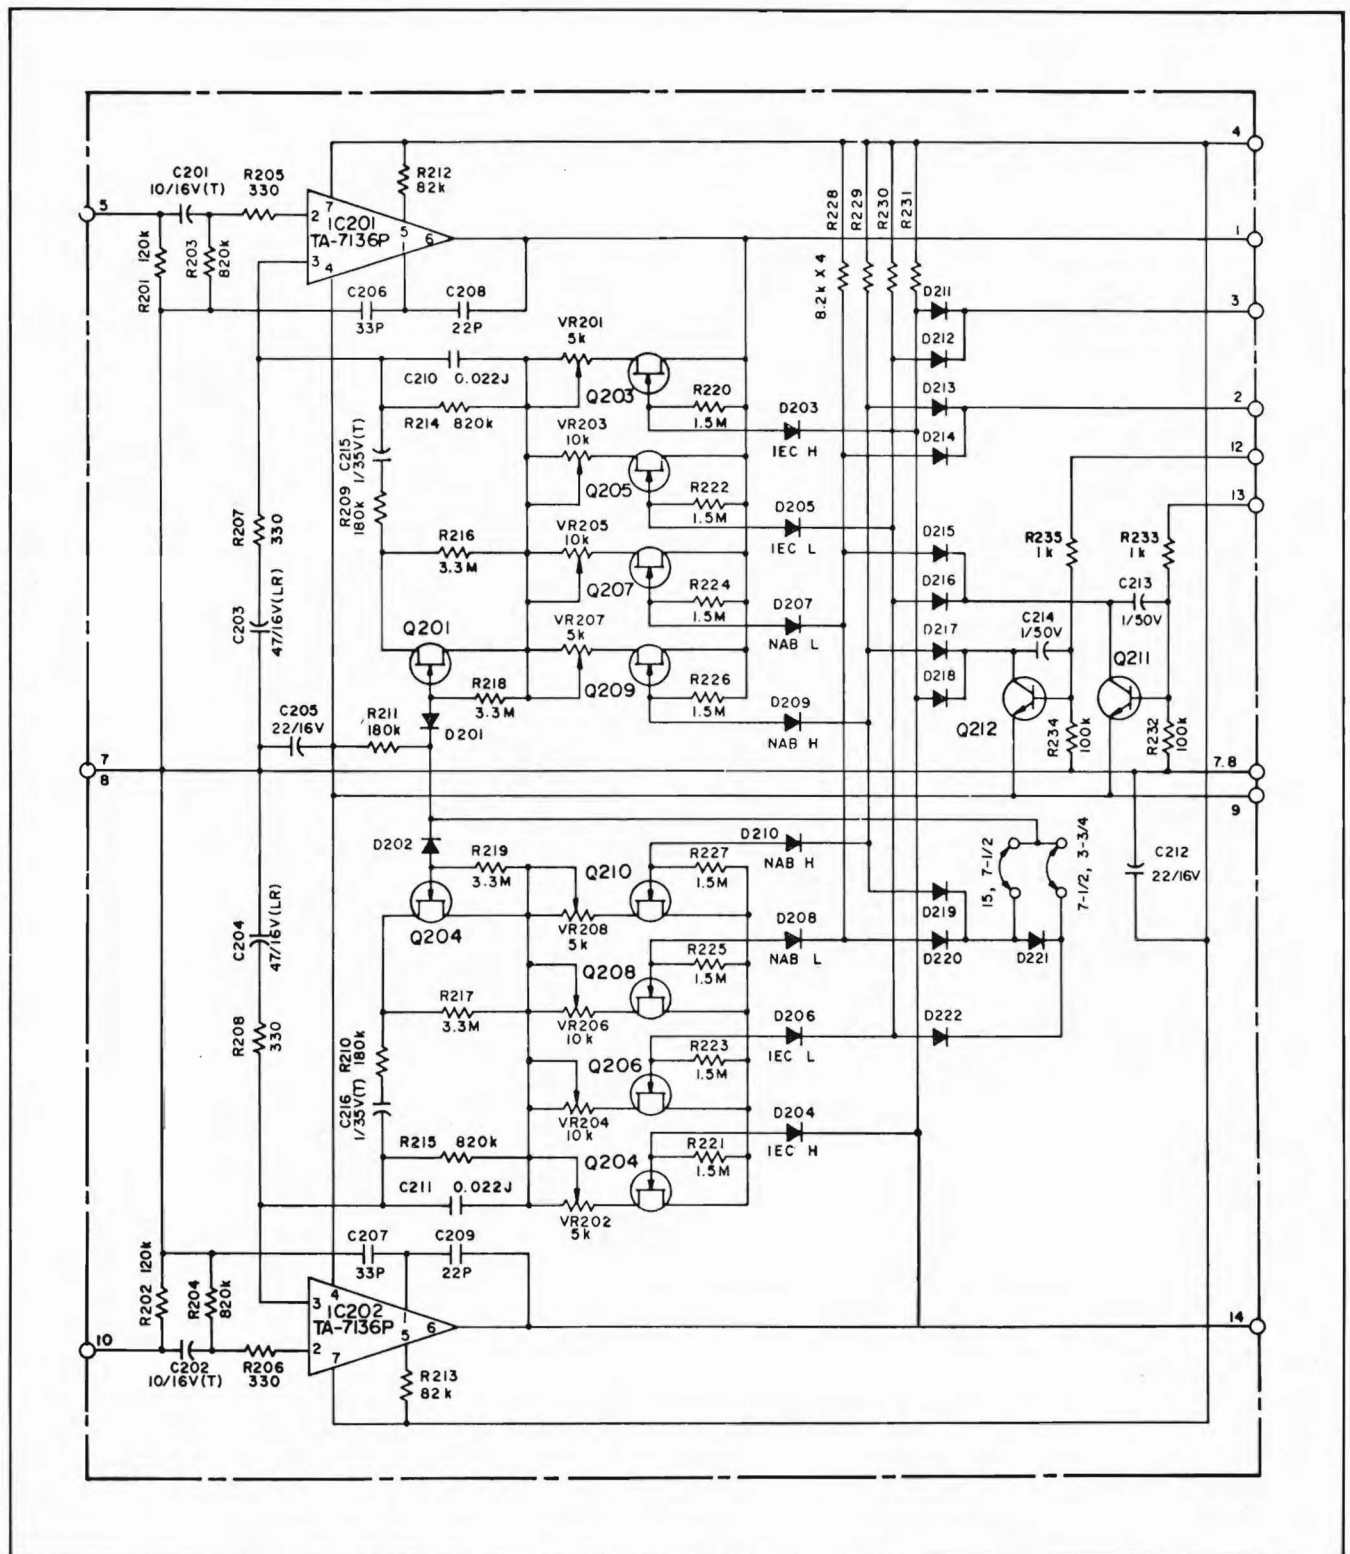 4
C201
10/16V(T)
R205
330
R212
82k
5
2
7
IC201
TA-7136P
5
1
6
3
4
R201 120k
R203
820k
R228
R229
R230
R231
8.2k X 4
1
C206
33P
C208
22P
D211
3
D212
VR201
5k
C210 0.022J
Q203
R220
1.5M
D203
IEC H
D213
2
D214
R214 820k
C215
1/35V(T)
R209
180k
VR203
10k
12
Q205
R222
1.5M
D205
IEC L
13
R207
330
R216
3.3M
VR205
10k
D215
R235
1k
R233
1k
Q207
R224
1.5M
D207
NAB L
D216
C213
1/50V
C214
1/50V
C203
47/16V(LR)
Q201
VR207
5k
D217
Q211
R218
3.3M
Q209
R226
1.5M
D209
NAB H
D218
Q212
R234
100k
R232
100k
C205
22/16V
R211
180k
D201
7
8
7.8
9
D202
R219
3.3M
Q210
R227
1.5M
D210
NAB H
15, 7-1/2
7-1/2, 3-3/4
C212
22/16V
D219
Q204
VR208
5k
D208
NAB L
D220
D221
C204
47/16V(LR)
Q208
R225
1.5M
R217
3.3M
VR206
10k
D206
IEC L
D222
R208
330
R210
180k
Q206
R223
1.5M
C216
1/35V(T)
VR204
10k
D204
IEC H
R215 820k
Q204
R221
1.5M
C211 0.022J
VR202
5k
C207
33P
C209
22P
R202 120k
R204
820k
4
3
IC202
TA-7136P
1
5
6
2
7
14
10
C202
10/16V(T)
R206
330
R213
82k